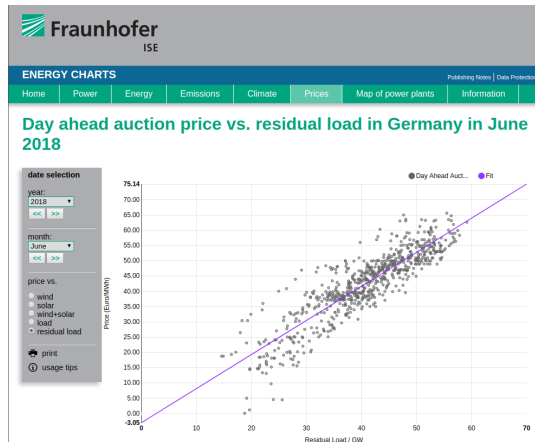 Fraunhofer
ISE
ENERGY CHARTS
Publishing Notes | Data Protection
Home Power Energy Emissions Climate Prices Map of power plants Information
Day ahead auction price vs. residual load in Germany in June
2018
date selection
year:
2018
<< >>
month:
June
<< >>
price vs.
wind
solar
wind+solar
load
residual load
print
usage tips
Day Ahead Auct... Fit
75.14
70.00
65.00
60.00
55.00
50.00
45.00
40.00
35.00
30.00
25.00
20.00
15.00
10.00
5.00
0.00
-3.05
Price (Euro/MWh)
0 10 20 30 40 50 60 70
Residual Load / GW